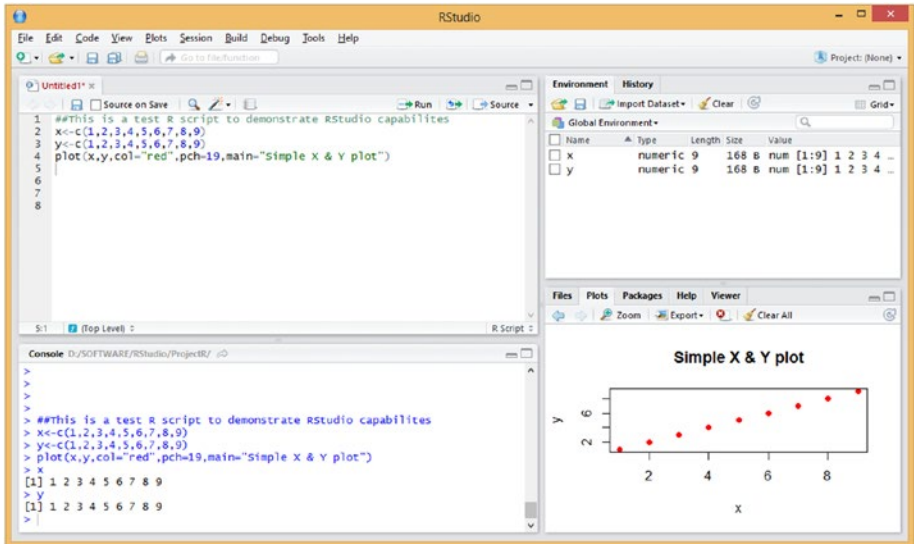 RStudio
File Edit Code View Plots Session Build Debug Tools Help
Go to file/function
Project: (None)
Untitled1* ×
Source on Save
Run
Source
1 ##This is a test R script to demonstrate RStudio capabilites
2 x<-c(1,2,3,4,5,6,7,8,9)
3 y<-c(1,2,3,4,5,6,7,8,9)
4 plot(x,y,col="red",pch=19,main="Simple X & Y plot")
5
6
7
8
5:1 (Top Level) R Script
Console D:/SOFTWARE/RStudio/ProjectR/
>
>
>
>
> ##This is a test R script to demonstrate RStudio capabilites
> x<-c(1,2,3,4,5,6,7,8,9)
> y<-c(1,2,3,4,5,6,7,8,9)
> plot(x,y,col="red",pch=19,main="Simple X & Y plot")
> x
[1] 1 2 3 4 5 6 7 8 9
> y
[1] 1 2 3 4 5 6 7 8 9
>
Environment History
Import Dataset Clear Grid
Global Environment
Name Type Length Size Value
x numeric 9 168 B num [1:9] 1 2 3 4 …
y numeric 9 168 B num [1:9] 1 2 3 4 …
Files Plots Packages Help Viewer
Zoom Export Clear All
Simple X & Y plot
y
6
2
2 4 6 8
x